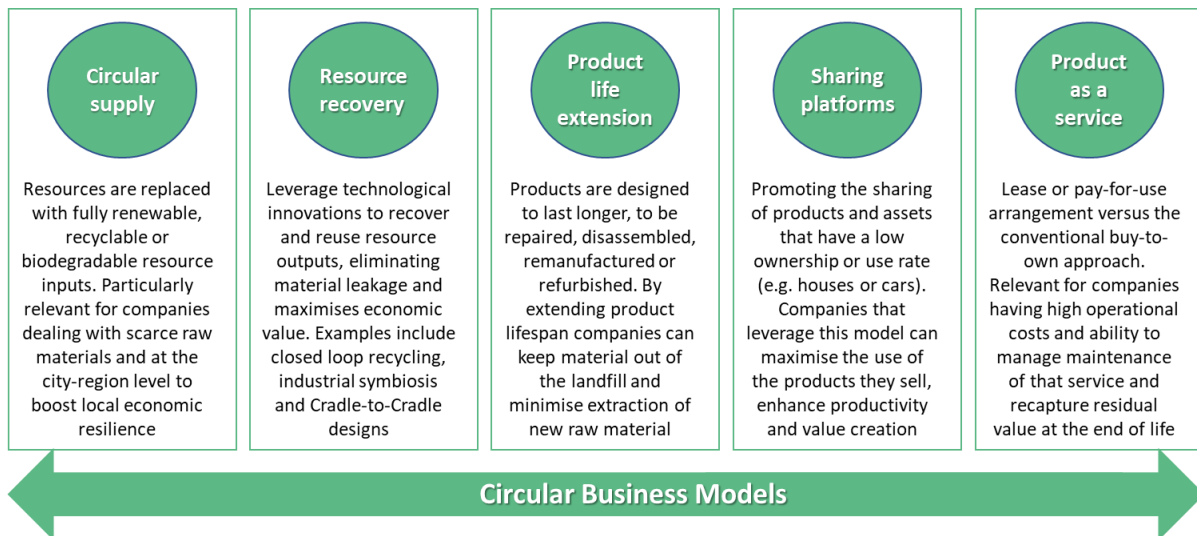 Circular
supply
Resources are replaced
with fully renewable,
recyclable or
biodegradable resource
inputs. Particularly
relevant for companies
dealing with scarce raw
materials and at the
city-region level to
boost local economic
resilience
Resource
recovery
Leverage technological
innovations to recover
and reuse resource
outputs, eliminating
material leakage and
maximises economic
value. Examples include
closed loop recycling,
industrial symbiosis
and Cradle-to-Cradle
designs
Product
life
extension
Products are designed
to last longer, to be
repaired, disassembled,
remanufactured or
refurbished. By
extending product
lifespan companies can
keep material out of
the landfill and
minimise extraction of
new raw material
Sharing
platforms
Promoting the sharing
of products and assets
that have a low
ownership or use rate
(e.g. houses or cars).
Companies that
leverage this model can
maximise the use of
the products they sell,
enhance productivity
and value creation
Product
as a
service
Lease or pay-for-use
arrangement versus the
conventional buy-to-
own approach.
Relevant for companies
having high operational
costs and ability to
manage maintenance
of that service and
recapture residual
value at the end of life
Circular Business Models